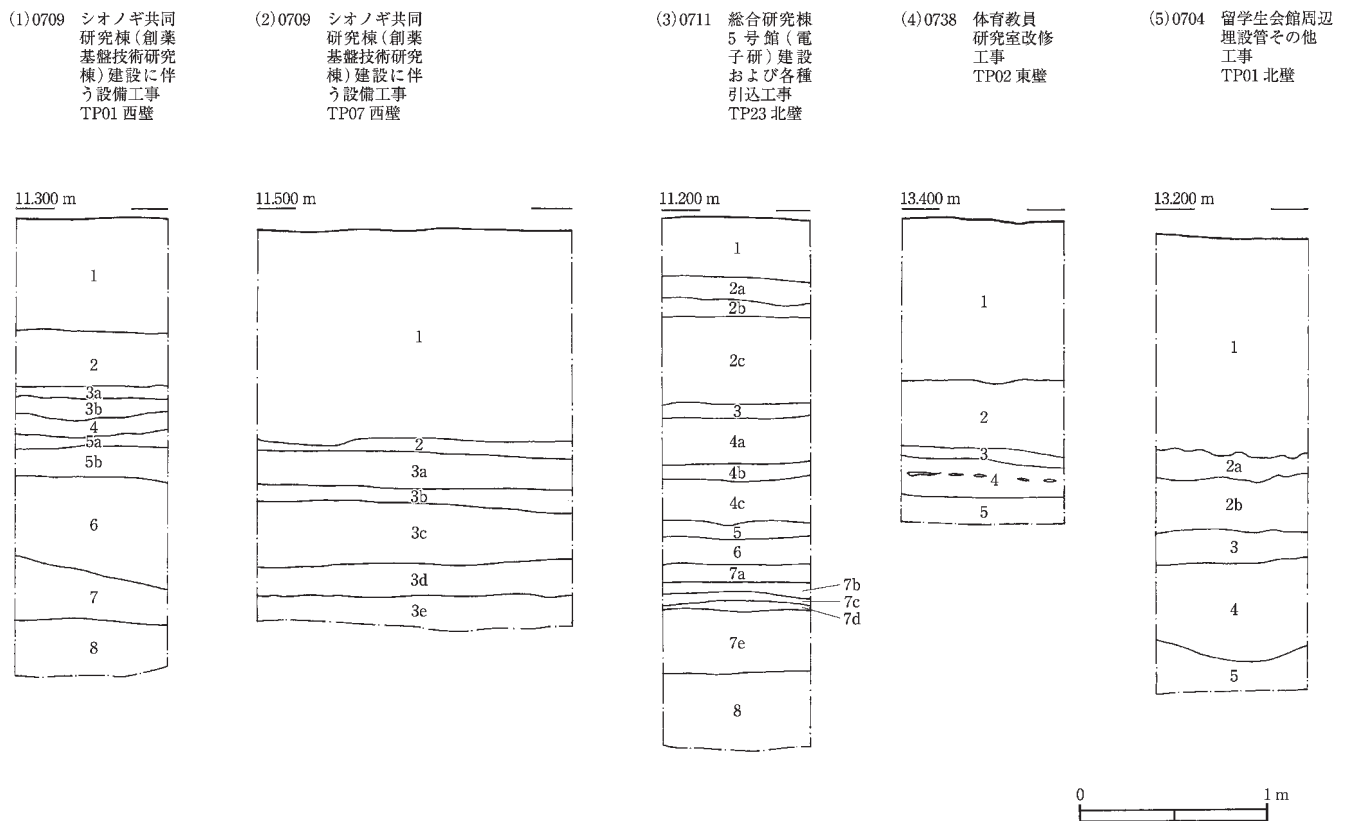 (1)0709 シオノギ共同
研究棟(創薬
基盤技術研究
棟)建設に伴
う設備工事
TP01 西壁
(2)0709 シオノギ共同
研究棟(創薬
基盤技術研究
棟)建設に伴
う設備工事
TP07 西壁
(3)0711 総合研究棟
5号館(電
子研)建設
および各種
引込工事
TP23 北壁
(4)0738 体育教員
研究室改修
工事
TP02 東壁
(5)0704 留学生会館周辺
埋設管その他
工事
TP01 北壁
11.300 m
1
2
3a
3b
4
5a
5b
6
7
8
11.500 m
1
2
3a
3b
3c
3d
3e
11.200 m
1
2a
2b
2c
3
4a
4b
4c
5
6
7a
7b
7c
7d
7e
8
13.400 m
1
2
3
4
5
13.200 m
1
2a
2b
3
4
5
0 1 m